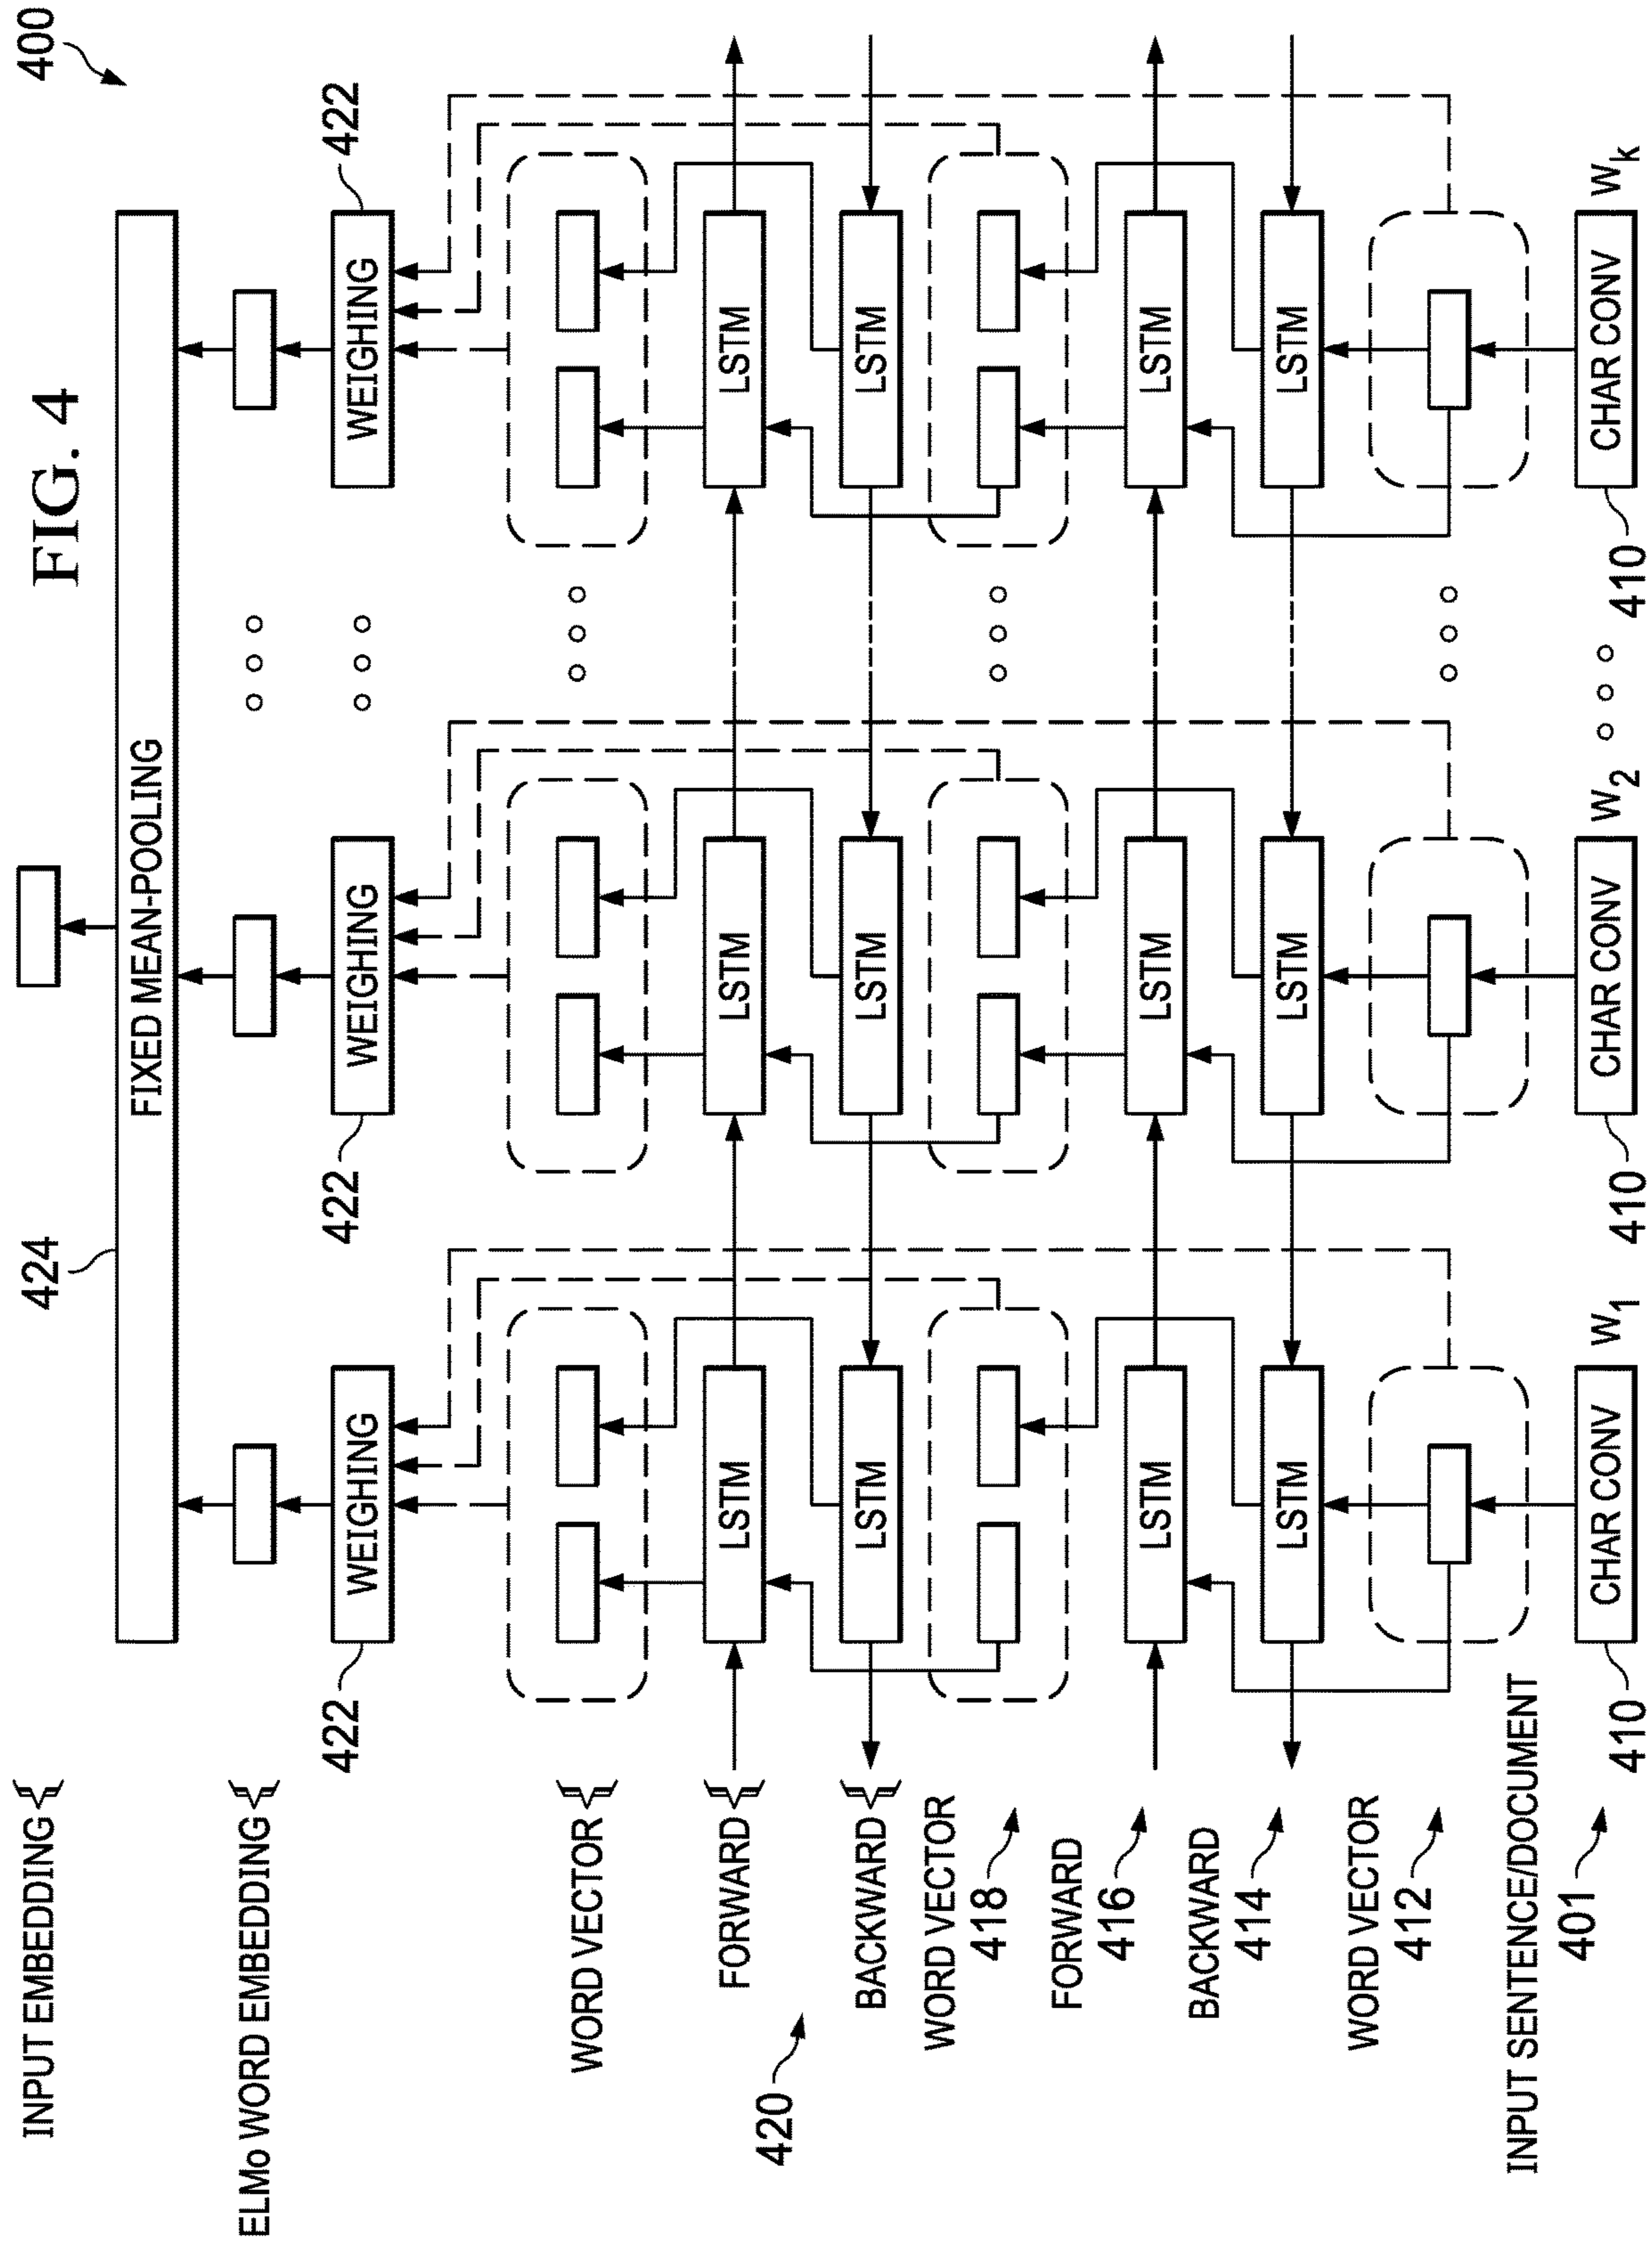 FIG. 4
400
INPUT EMBEDDING
424
FIXED MEAN-POOLING
ELMo WORD EMBEDDING
422
WEIGHING
422
WEIGHING
422
WEIGHING
WORD VECTOR
420
FORWARD
LSTM
LSTM
LSTM
BACKWARD
LSTM
LSTM
LSTM
WORD VECTOR
418
FORWARD
416
LSTM
LSTM
LSTM
BACKWARD
414
LSTM
LSTM
LSTM
WORD VECTOR
412
INPUT SENTENCE/DOCUMENT
401
410
CHAR CONV
W1
410
CHAR CONV
W2
410
CHAR CONV
Wk